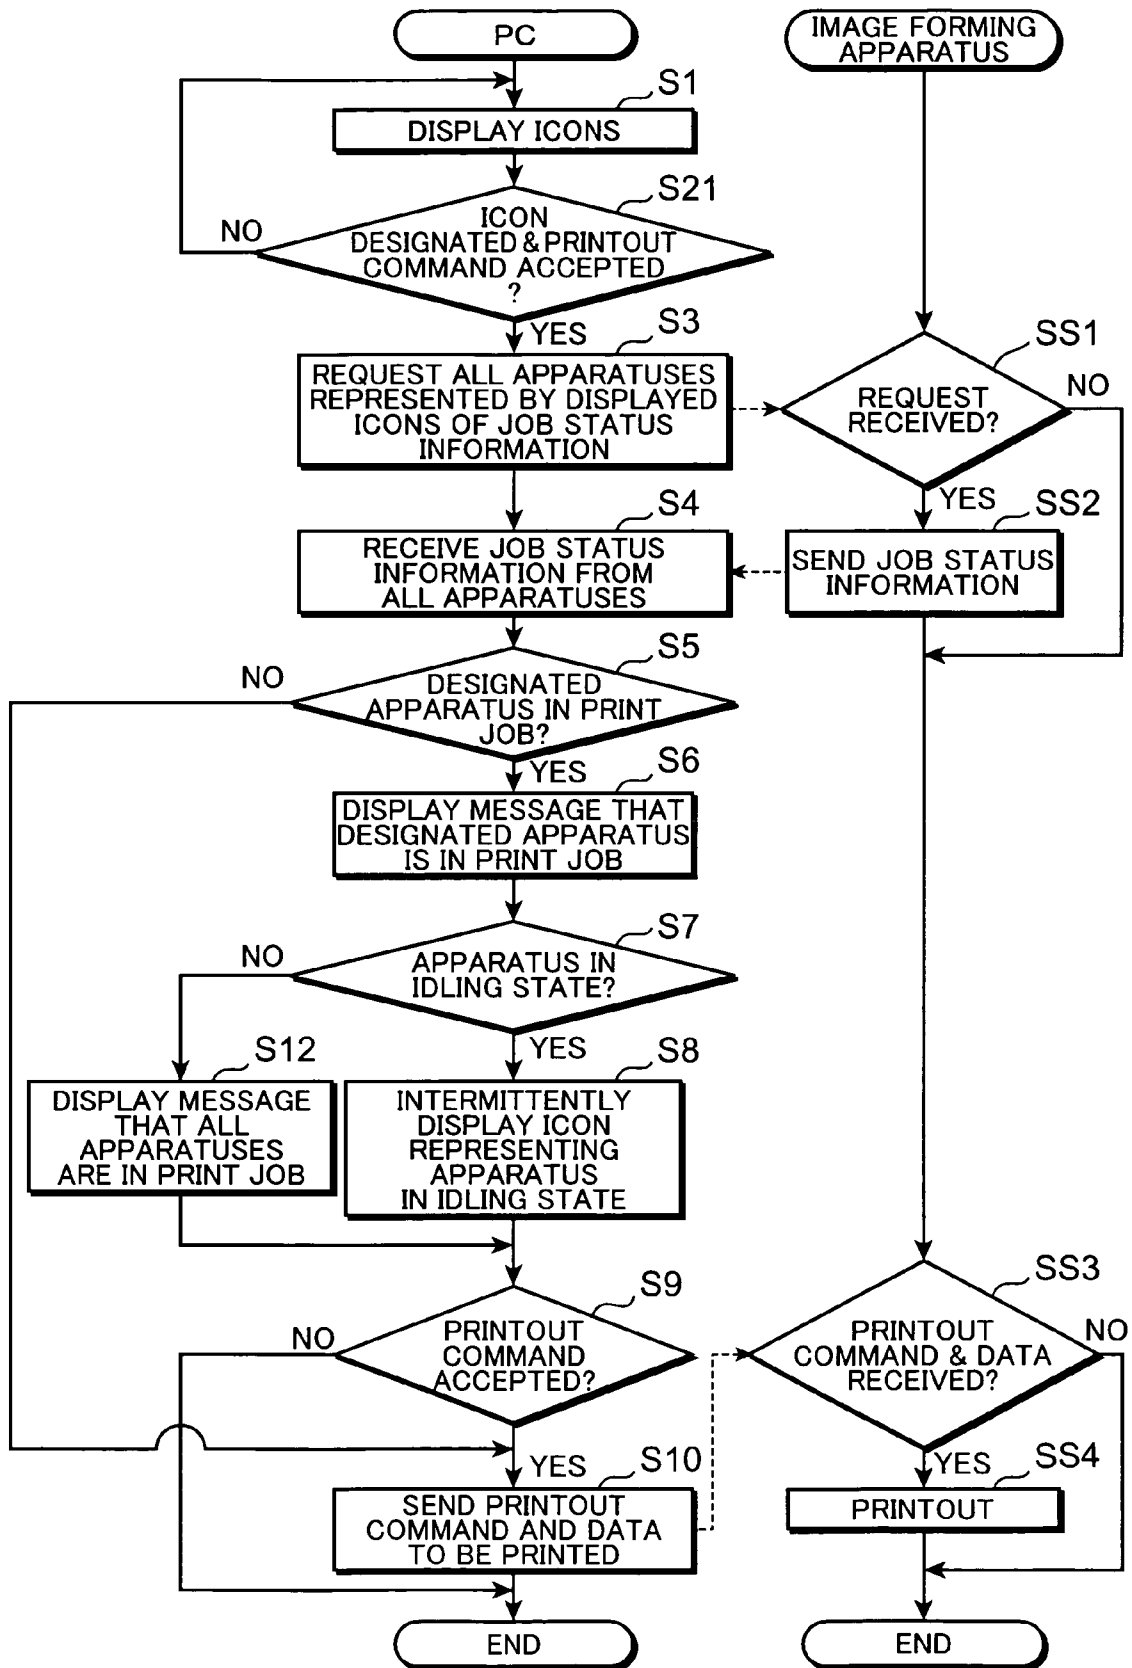 PC
S1
DISPLAY ICONS
S21
ICON
DESIGNATED & PRINTOUT
COMMAND ACCEPTED
?
NO
YES
S3
REQUEST ALL APPARATUSES
REPRESENTED BY DISPLAYED
ICONS OF JOB STATUS
INFORMATION
S4
RECEIVE JOB STATUS
INFORMATION FROM
ALL APPARATUSES
S5
NO
DESIGNATED
APPARATUS IN PRINT
JOB?
YES
S6
DISPLAY MESSAGE THAT
DESIGNATED APPARATUS
IS IN PRINT JOB
S7
NO
APPARATUS IN
IDLING STATE?
YES
S12
DISPLAY MESSAGE
THAT ALL
APPARATUSES
ARE IN PRINT JOB
S8
INTERMITTENTLY
DISPLAY ICON
REPRESENTING
APPARATUS
IN IDLING STATE
S9
NO
PRINTOUT
COMMAND
ACCEPTED?
YES
S10
SEND PRINTOUT
COMMAND AND DATA
TO BE PRINTED
END
IMAGE FORMING
APPARATUS
SS1
REQUEST
RECEIVED?
NO
YES
SS2
SEND JOB STATUS
INFORMATION
SS3
PRINTOUT
COMMAND & DATA
RECEIVED?
NO
YES
SS4
PRINTOUT
END